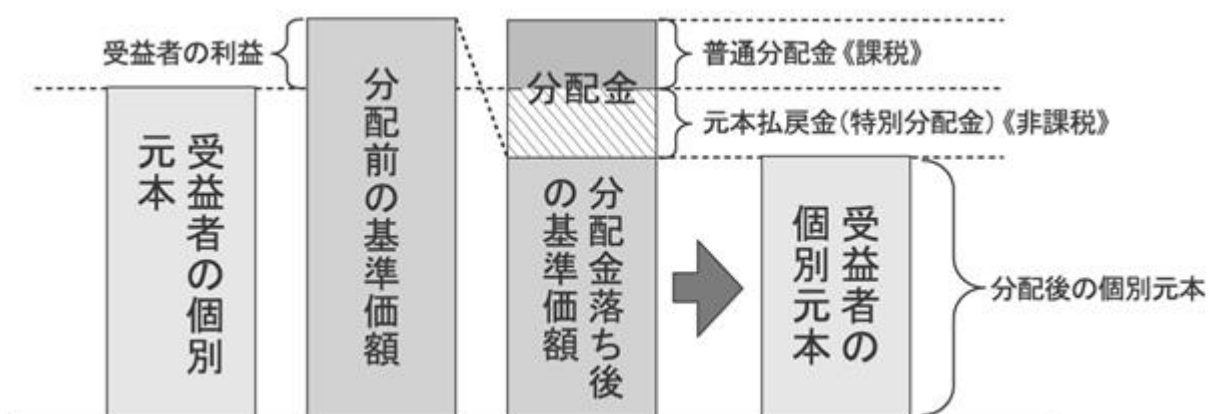 受益者の利益
受益者の個別
元本
分配前の基準価額
分配金
分配金落ち後
の基準価額
普通分配金《課税》
元本払戻金(特別分配金)《非課税》
受益者の
個別元本
分配後の個別元本